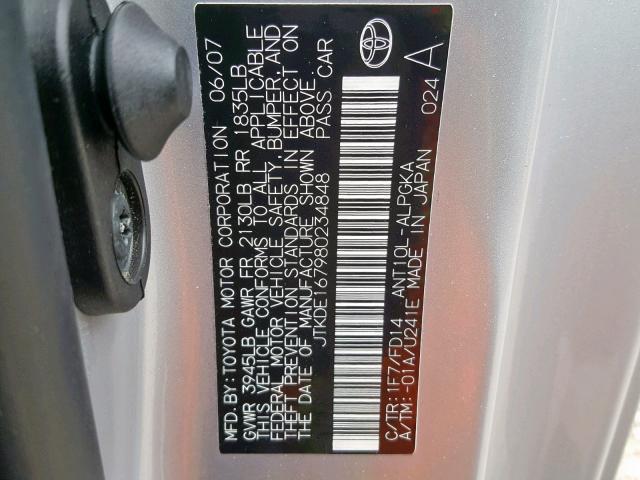 MFD. BY: TOYOTA MOTOR CORPORATION 06/07
GVWR 3945LB GAWR FR 2130LB RR 1835LB
THIS VEHICLE CONFORMS TO ALL APPLICABLE
FEDERAL MOTOR VEHICLE SAFETY, BUMPER, AND
THEFT PREVENTION STANDARDS IN EFFECT ON
THE DATE OF MANUFACTURE SHOWN ABOVE
JTKDE167980234848 PASS CAR
C/TR: 1F7/FD14 ANT10L-ALPGKA 024A
A/TM: -01A/U241E MADE IN JAPAN